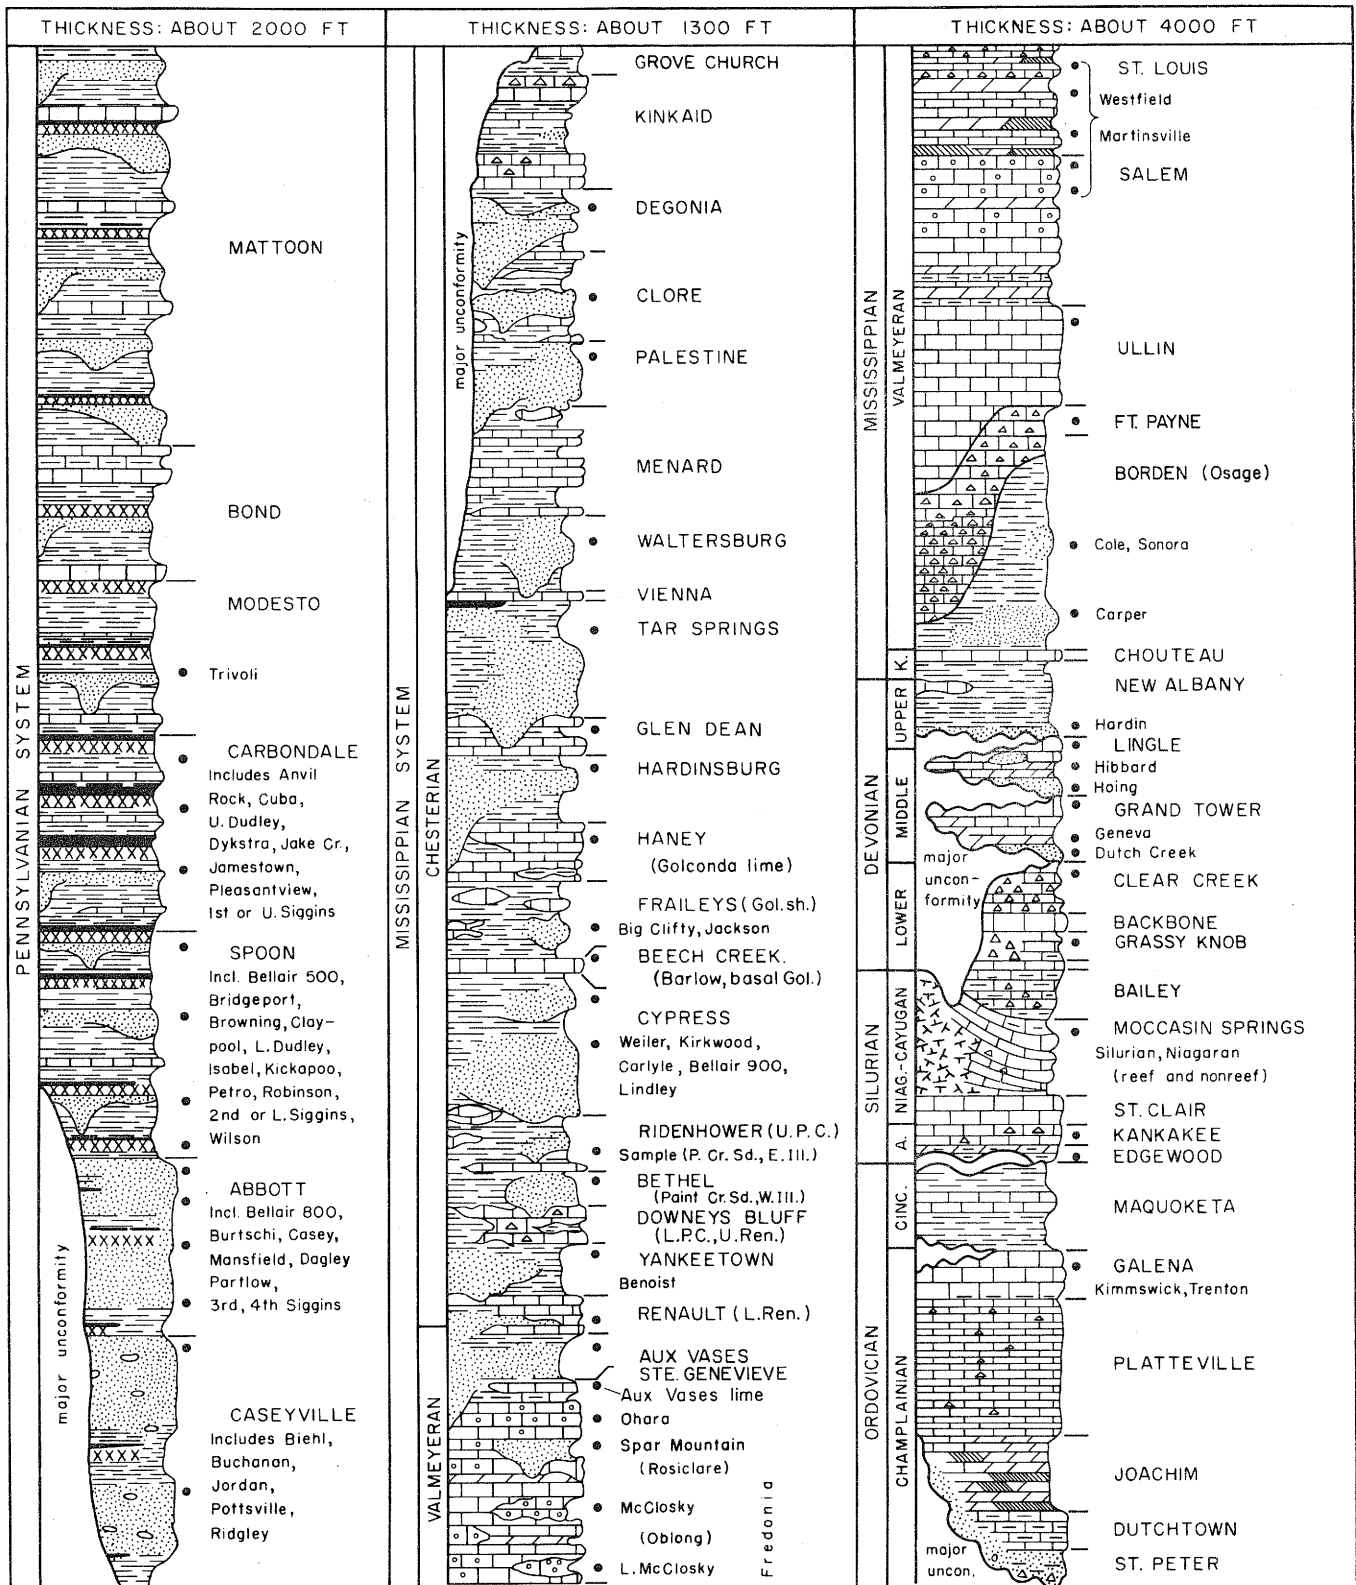 THICKNESS: ABOUT 2000 FT
PENNSYLVANIAN SYSTEM
MATTOON
BOND
MODESTO
Trivoli
CARBONDALE
Includes Anvil
Rock, Cuba,
U. Dudley,
Dykstra, Jake Cr.,
Jamestown,
Pleasantview,
1st or U. Siggins
SPOON
Incl. Bellair 500,
Bridgeport,
Browning, Clay-
pool, L. Dudley,
Isabel, Kickapoo,
Petro, Robinson,
2nd or L. Siggins,
Wilson
major unconformity
ABBOTT
Incl. Bellair 800,
Burtschi, Casey,
Mansfield, Dagley
Partlow,
3rd, 4th Siggins
CASEYVILLE
Includes Biehl,
Buchanan,
Jordan,
Pottsville,
Ridgley
THICKNESS: ABOUT 1300 FT
MISSISSIPPIAN SYSTEM
CHESTERIAN
major unconformity
GROVE CHURCH
KINKAID
DEGONIA
CLORE
PALESTINE
MENARD
WALTERSBURG
VIENNA
TAR SPRINGS
GLEN DEAN
HARDINSBURG
HANEY
(Golconda lime)
FRAILEYS (Gol. sh.)
Big Clifty, Jackson
BEECH CREEK.
(Barlow, basal Gol.)
CYPRESS
Weiler, Kirkwood,
Carlyle, Bellair 900,
Lindley
RIDENHOWER (U.P.C.)
Sample (P. Cr. Sd., E. Ill.)
BETHEL
(Paint Cr. Sd., W. Ill.)
DOWNEYS BLUFF
(L.P.C., U. Ren.)
YANKEETOWN
Benoist
RENAULT (L. Ren.)
VALMEYERAN
AUX VASES
STE. GENEVIEVE
Aux Vases lime
Ohara
Spar Mountain
(Rosiclare)
McClosky
(Oblong)
L. McClosky
Fredonia
THICKNESS: ABOUT 4000 FT
MISSISSIPPIAN
VALMEYERAN
ST. LOUIS
Westfield
Martinsville
SALEM
ULLIN
FT. PAYNE
BORDEN (Osage)
Cole, Sonora
Carper
K.
CHOUTEAU
DEVONIAN
UPPER
NEW ALBANY
Hardin
MIDDLE
LINGLE
Hibbard
Hoing
GRAND TOWER
Geneva
Dutch Creek
major
uncon-
formity
LOWER
CLEAR CREEK
BACKBONE
GRASSY KNOB
BAILEY
SILURIAN
NIAG.-CAYUGAN
MOCCASIN SPRINGS
Silurian, Niagaran
(reef and nonreef)
ST. CLAIR
A.
KANKAKEE
EDGEWOOD
ORDOVICIAN
CINC.
MAQUOKETA
CHAMPLAINIAN
GALENA
Kimmswick, Trenton
PLATTEVILLE
JOACHIM
DUTCHTOWN
major
uncon.
ST. PETER